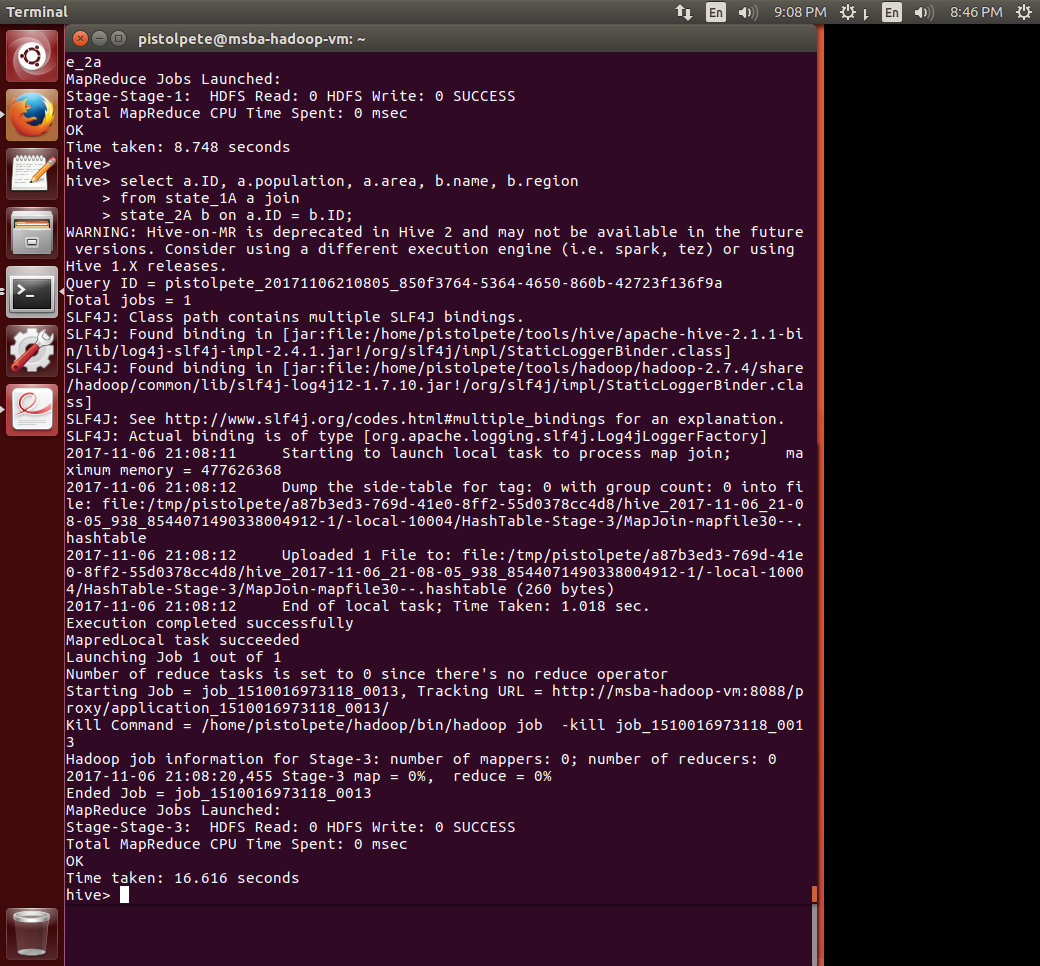 Terminal
En
9:08 PM
En
8:46 PM
pistolpete@msba-hadoop-vm: ~
e_2a
MapReduce Jobs Launched:
Stage-Stage-1:  HDFS Read: 0 HDFS Write: 0 SUCCESS
Total MapReduce CPU Time Spent: 0 msec
OK
Time taken: 8.748 seconds
hive>
hive> select a.ID, a.population, a.area, b.name, b.region
    > from state_1A a join
    > state_2A b on a.ID = b.ID;
WARNING: Hive-on-MR is deprecated in Hive 2 and may not be available in the future
 versions. Consider using a different execution engine (i.e. spark, tez) or using
Hive 1.X releases.
Query ID = pistolpete_20171106210805_850f3764-5364-4650-860b-42723f136f9a
Total jobs = 1
SLF4J: Class path contains multiple SLF4J bindings.
SLF4J: Found binding in [jar:file:/home/pistolpete/tools/hive/apache-hive-2.1.1-bi
n/lib/log4j-slf4j-impl-2.4.1.jar!/org/slf4j/impl/StaticLoggerBinder.class]
SLF4J: Found binding in [jar:file:/home/pistolpete/tools/hadoop/hadoop-2.7.4/share
/hadoop/common/lib/slf4j-log4j12-1.7.10.jar!/org/slf4j/impl/StaticLoggerBinder.cla
ss]
SLF4J: See http://www.slf4j.org/codes.html#multiple_bindings for an explanation.
SLF4J: Actual binding is of type [org.apache.logging.slf4j.Log4jLoggerFactory]
2017-11-06 21:08:11     Starting to launch local task to process map join;      ma
ximum memory = 477626368
2017-11-06 21:08:12     Dump the side-table for tag: 0 with group count: 0 into fi
le: file:/tmp/pistolpete/a87b3ed3-769d-41e0-8ff2-55d0378cc4d8/hive_2017-11-06_21-0
8-05_938_8544071490338004912-1/-local-10004/HashTable-Stage-3/MapJoin-mapfile30--.
hashtable
2017-11-06 21:08:12     Uploaded 1 File to: file:/tmp/pistolpete/a87b3ed3-769d-41e
0-8ff2-55d0378cc4d8/hive_2017-11-06_21-08-05_938_8544071490338004912-1/-local-1000
4/HashTable-Stage-3/MapJoin-mapfile30--.hashtable (260 bytes)
2017-11-06 21:08:12     End of local task; Time Taken: 1.018 sec.
Execution completed successfully
MapredLocal task succeeded
Launching Job 1 out of 1
Number of reduce tasks is set to 0 since there's no reduce operator
Starting Job = job_1510016973118_0013, Tracking URL = http://msba-hadoop-vm:8088/p
roxy/application_1510016973118_0013/
Kill Command = /home/pistolpete/hadoop/bin/hadoop job  -kill job_1510016973118_001
3
Hadoop job information for Stage-3: number of mappers: 0; number of reducers: 0
2017-11-06 21:08:20,455 Stage-3 map = 0%,  reduce = 0%
Ended Job = job_1510016973118_0013
MapReduce Jobs Launched:
Stage-Stage-3:  HDFS Read: 0 HDFS Write: 0 SUCCESS
Total MapReduce CPU Time Spent: 0 msec
OK
Time taken: 16.616 seconds
hive>